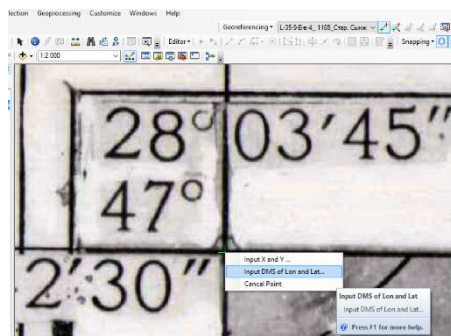 lection Geoprocessing Customize Windows Help
Georeferencing
Editor
Snapping
1:2 000
28° 03′45″
47°
2′30″
Input X and Y ...
Input DMS of Lon and Lat...
Cancel Point
Input DMS of Lon and Lat
Input DMS of Lon and Lat...
Press F1 for more help.